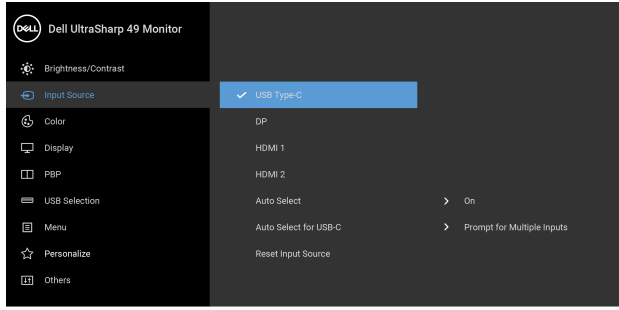 DELL Dell UltraSharp 49 Monitor
Brightness/Contrast
Input Source
USB Type-C
Color
DP
Display
HDMI 1
PBP
HDMI 2
USB Selection
Auto Select
On
Menu
Auto Select for USB-C
Prompt for Multiple Inputs
Personalize
Reset Input Source
Others